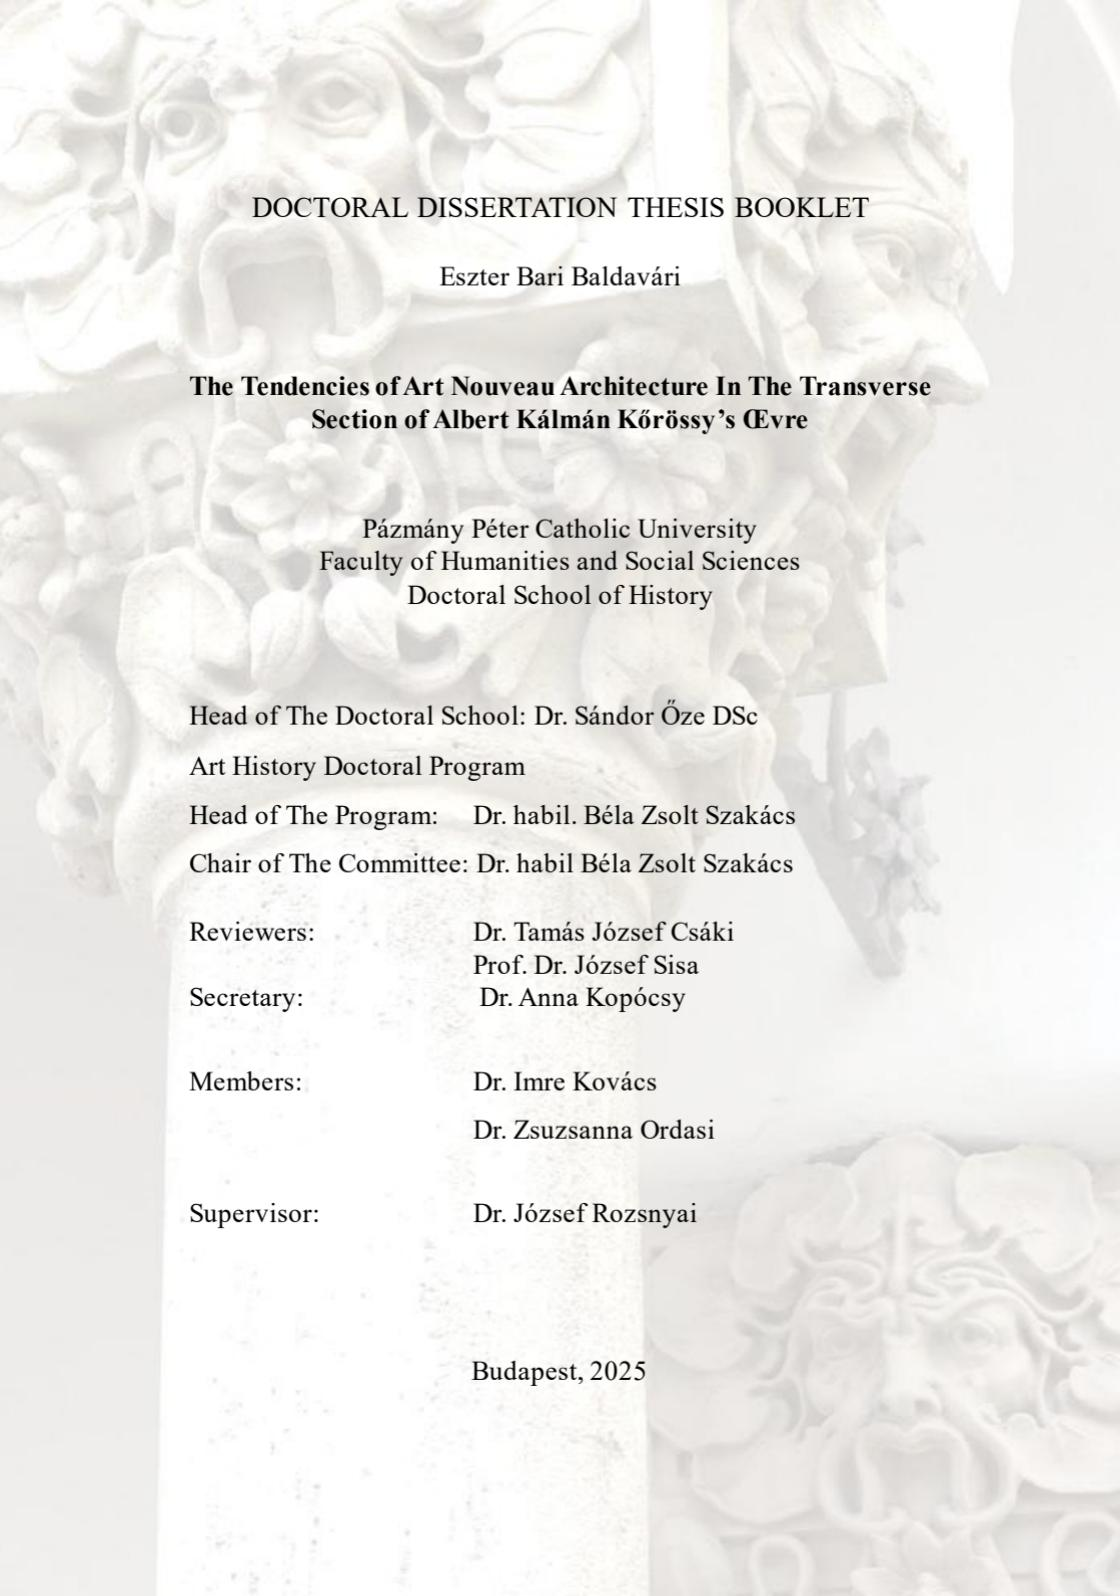 DOCTORAL DISSERTATION THESIS BOOKLET
Eszter Bari Baldavári
The Tendencies of Art Nouveau Architecture In The Transverse
Section of Albert Kálmán Kőrössy’s Œvre
Pázmány Péter Catholic University
Faculty of Humanities and Social Sciences
Doctoral School of History
Head of The Doctoral School: Dr. Sándor Őze DSc
Art History Doctoral Program
Head of The Program: Dr. habil. Béla Zsolt Szakács
Chair of The Committee: Dr. habil Béla Zsolt Szakács
Reviewers: Dr. Tamás József Csáki
Prof. Dr. József Sisa
Secretary: Dr. Anna Kopócsy
Members: Dr. Imre Kovács
Dr. Zsuzsanna Ordasi
Supervisor: Dr. József Rozsnyai
Budapest, 2025